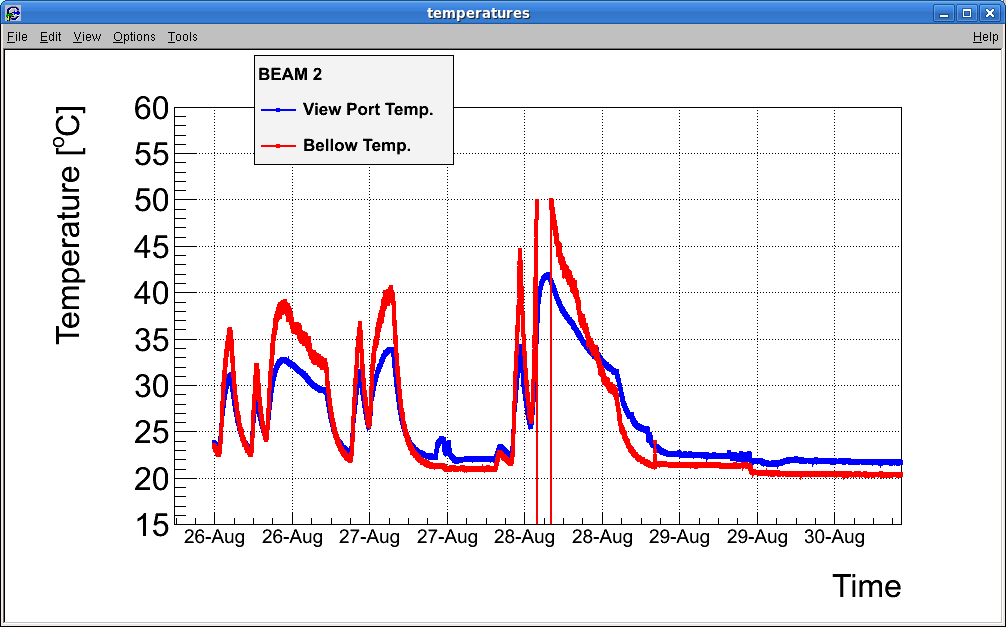 temperatures
File Edit View Options Tools Help
BEAM 2
View Port Temp.
Bellow Temp.
Temperature [°C]
60
55
50
45
40
35
30
25
20
15
26-Aug 26-Aug 27-Aug 27-Aug 28-Aug 28-Aug 29-Aug 29-Aug 30-Aug
Time